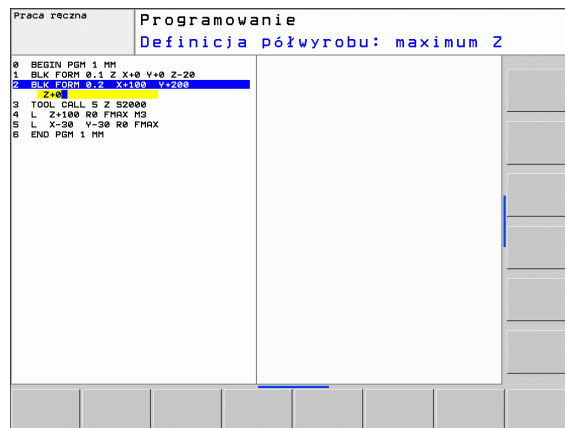 Praca ręczna
Programowanie
Definicja półwyrobu: maximum Z
0 BEGIN PGM 1 MM
1 BLK FORM 0.1 Z X+0 Y+0 Z-20
2 BLK FORM 0.2 X+100 Y+200
Z+0
3 TOOL CALL 5 Z S2000
4 L Z+100 R0 FMAX M3
5 L X-30 Y-30 R0 FMAX
6 END PGM 1 MM